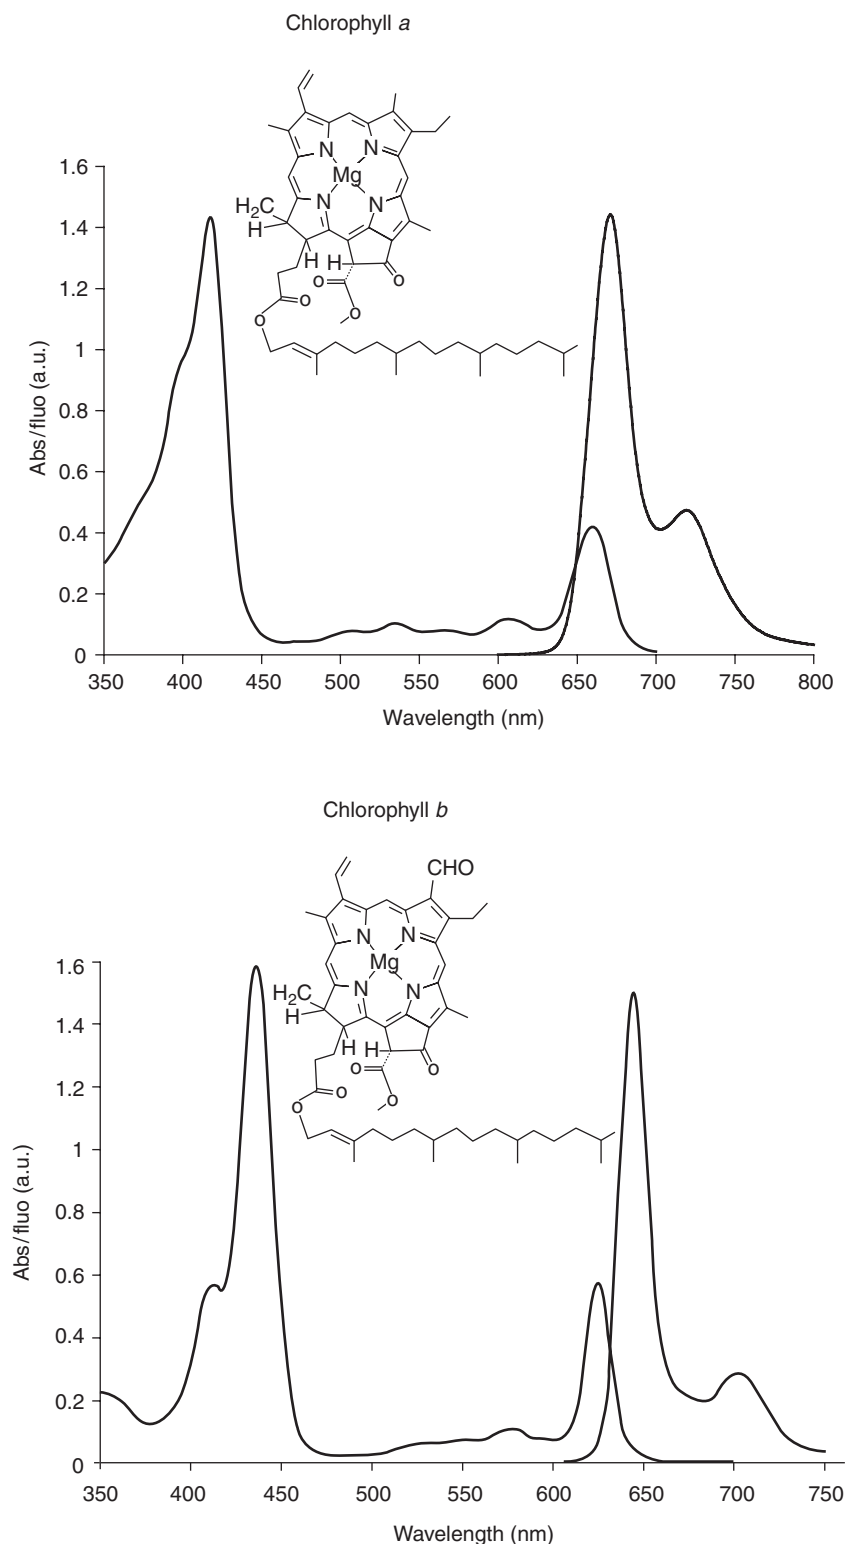 Chlorophyll a
N
N
Mg
H₂C
N
N
H
H
H
O
O
O
O
O
1.6
1.4
1.2
1
0.8
0.6
0.4
0.2
0
Abs/fluo (a.u.)
350 400 450 500 550 600 650 700 750 800
Wavelength (nm)
Chlorophyll b
CHO
N
N
Mg
H₂C
N
N
H
H
H
O
O
O
O
O
1.6
1.4
1.2
1
0.8
0.6
0.4
0.2
0
Abs/fluo (a.u.)
350 400 450 500 550 600 650 700 750
Wavelength (nm)